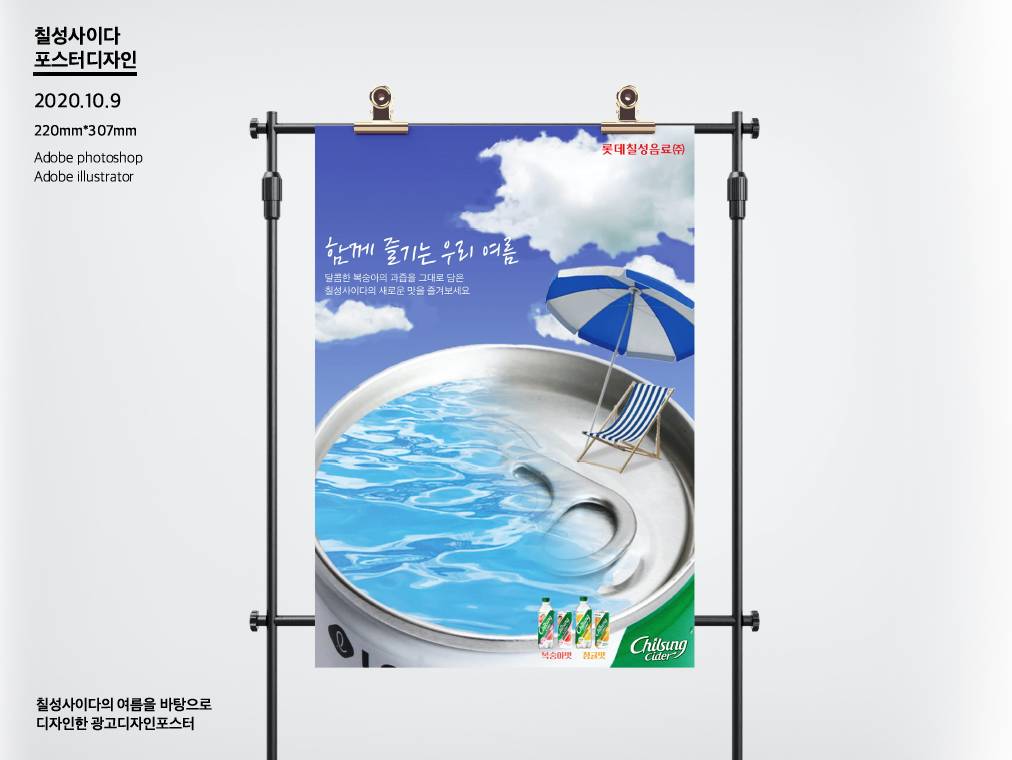 칠성사이다
포스터디자인
2020.10.9
220mm*307mm
Adobe photoshop
Adobe illustrator
롯데칠성음료㈜
함께 즐기는 우리 여름
달콤한 복숭아의 과즙을 그대로 담은
칠성사이다의 새로운 맛을 즐겨보세요
복숭아맛 청귤맛
Chilsung
Cider
칠성사이다의 여름을 바탕으로
디자인한 광고디자인포스터